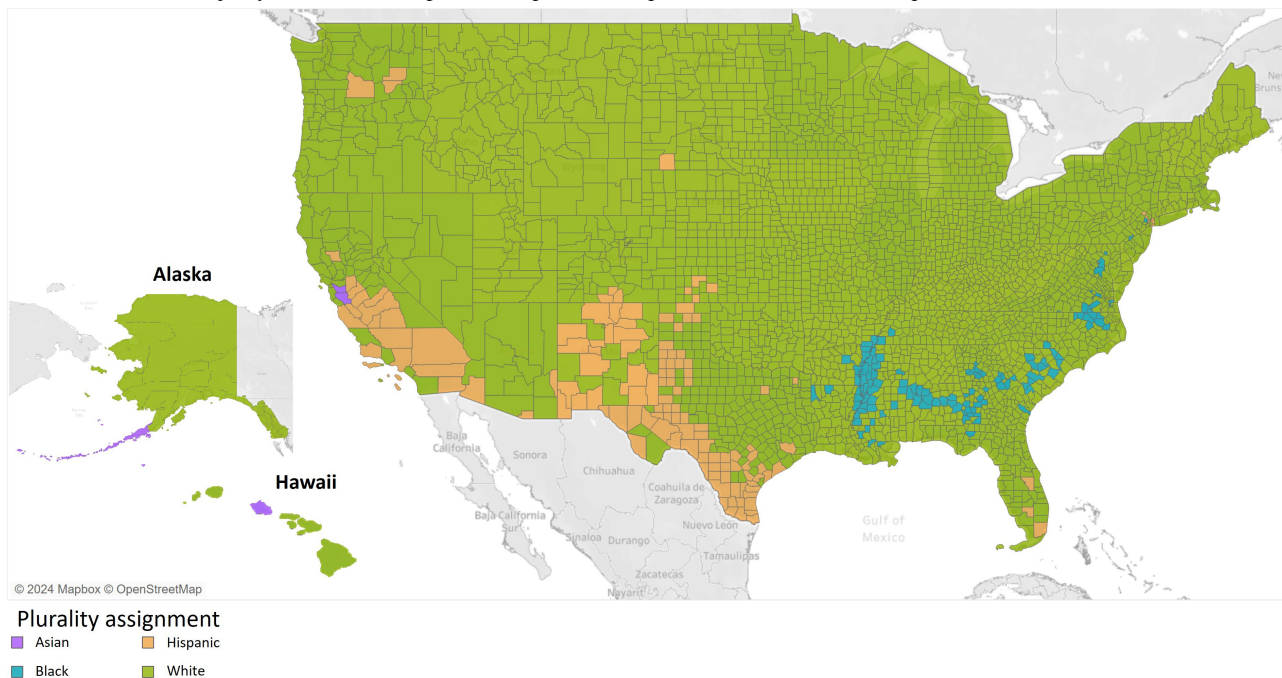 Alaska
Hawaii
Baja
California
Sonora
Chihuahua
Coahuila de
Zaragoza
Baja California
Sur
Sinaloa
Durango
Nuevo León
Tamaulipas
Zacatecas
Nayarit
Gulf of
Mexico
Brunswi
© 2024 Mapbox © OpenStreetMap
Plurality assignment
Asian
Hispanic
Black
White